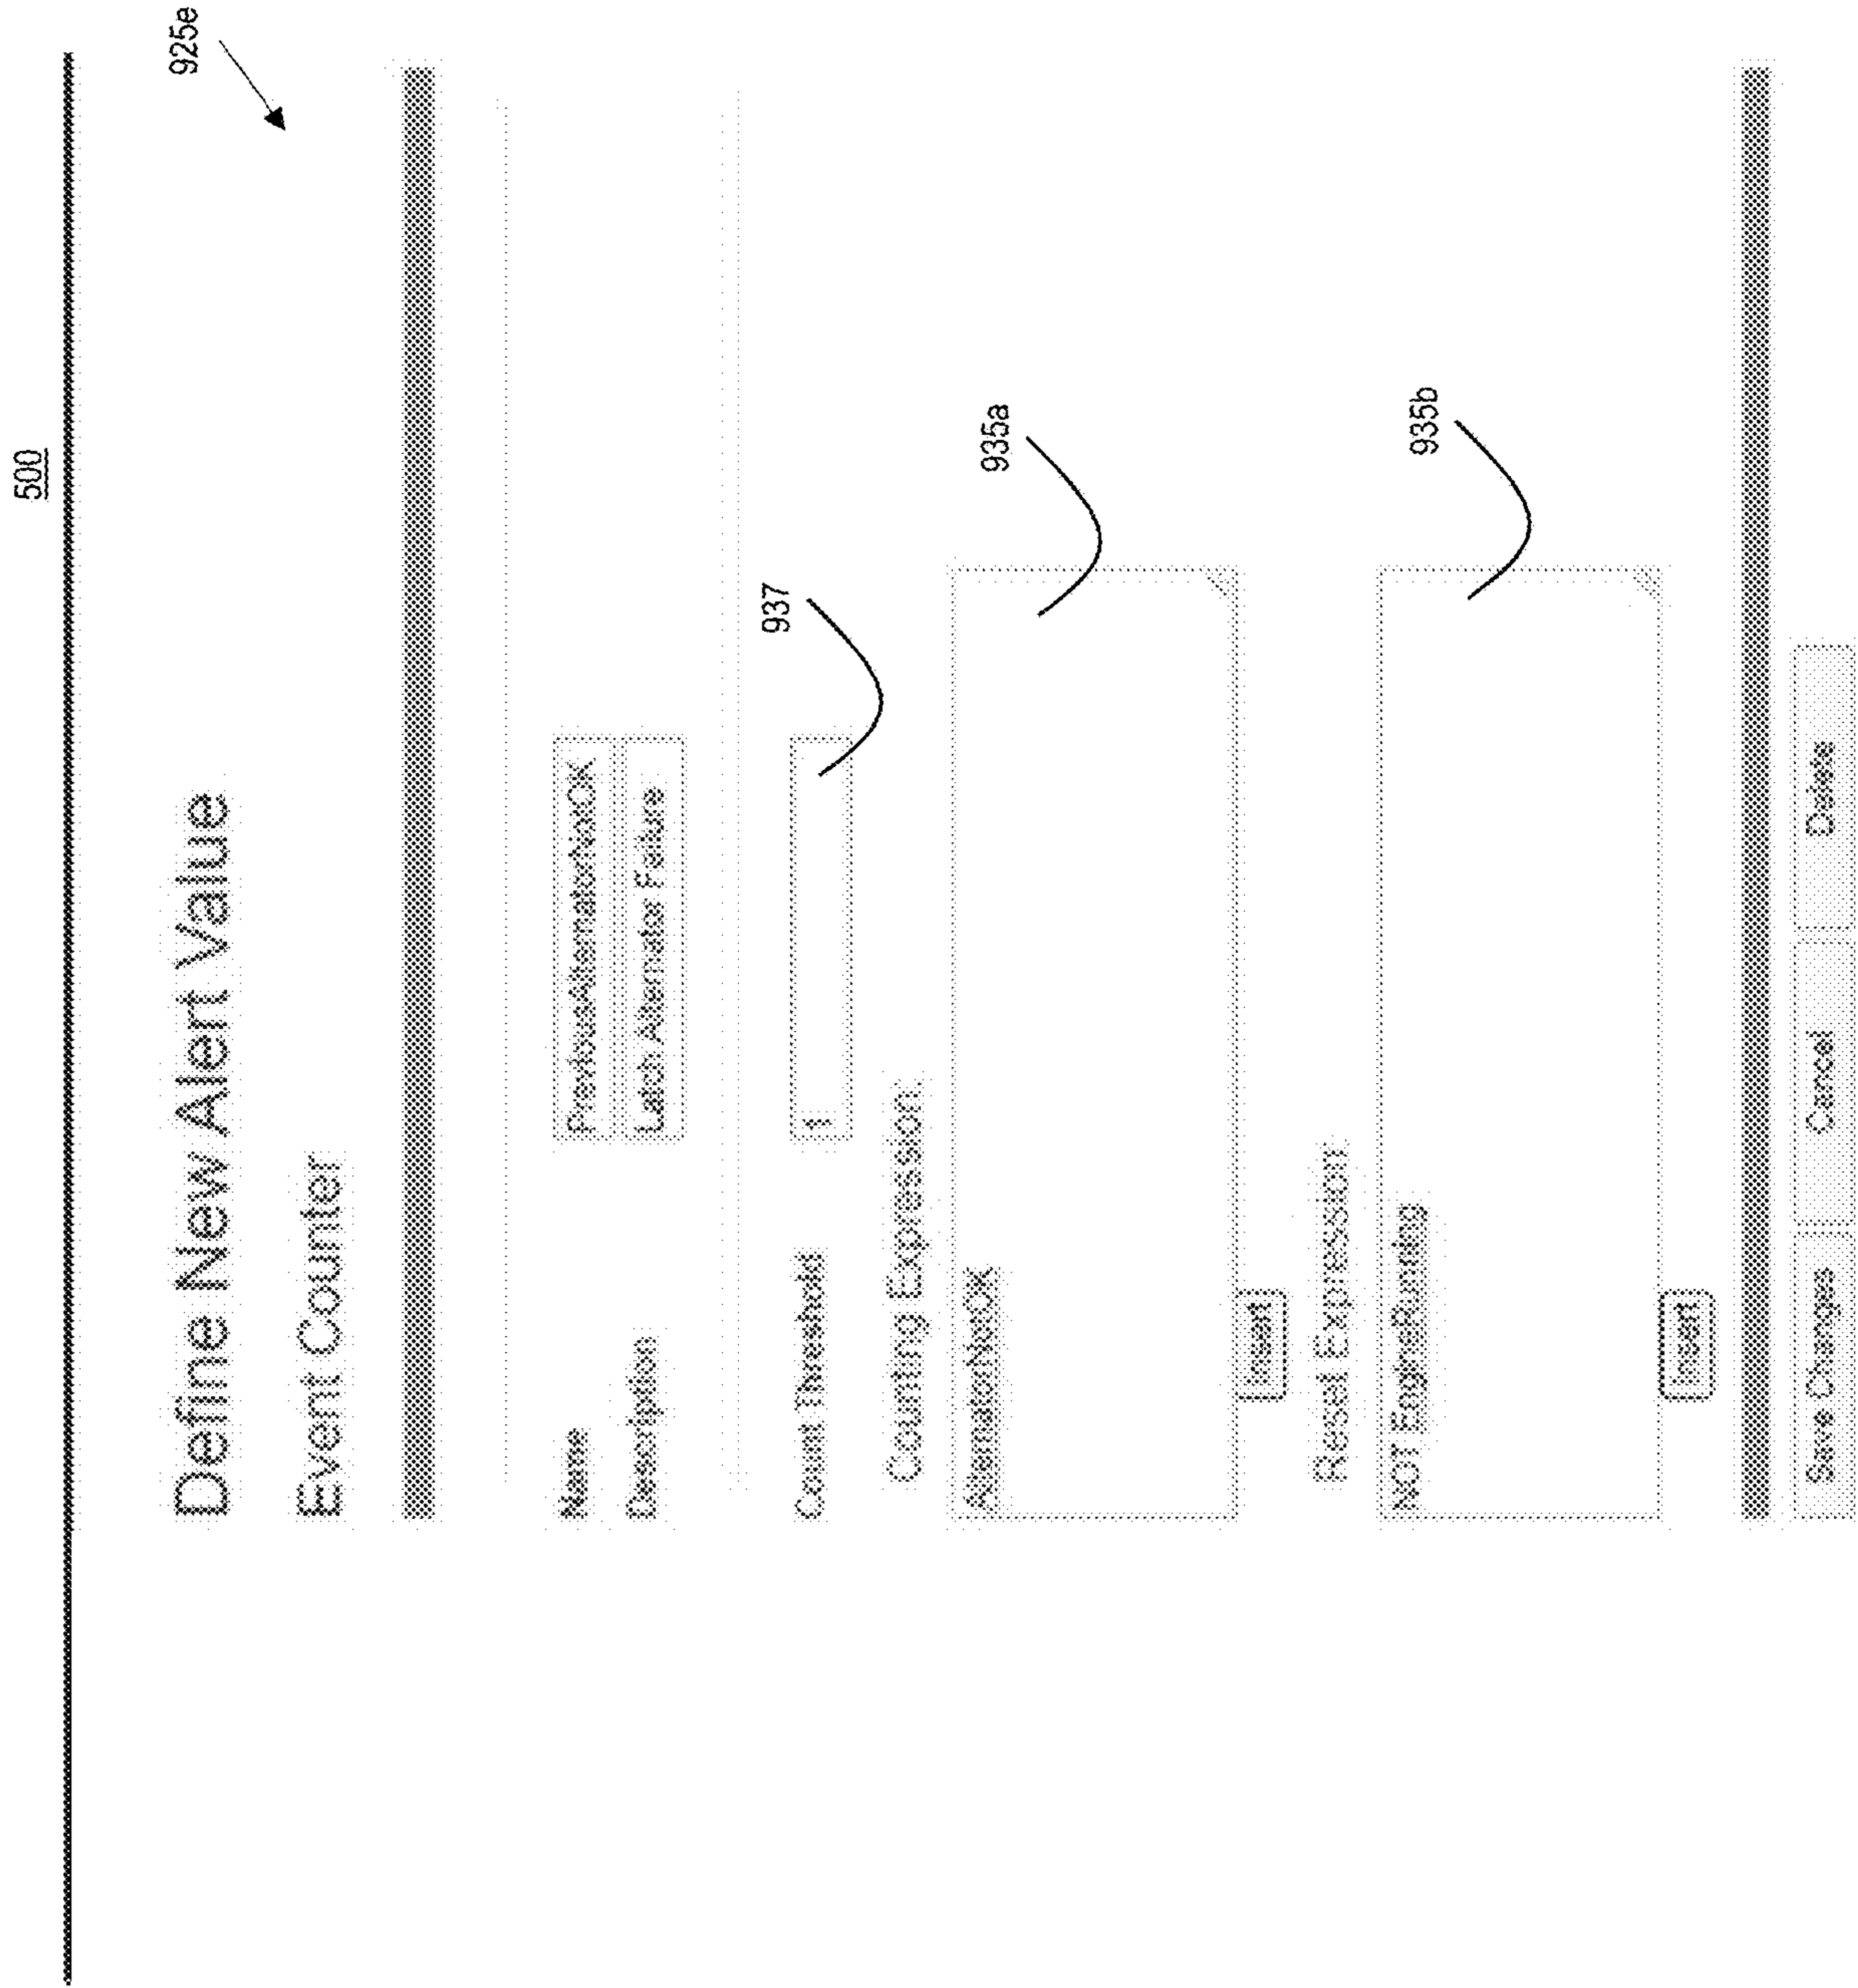 500
925e
Define New Alert Value
Event Counter
Name PreviousAlternatorNotOK
Description Latch Alternator Failure
937
Count Threshold 1
Counting Expression:
935a
AlternatorNotOK
Insert
Reset Expression:
935b
NOT EngineRunning
Insert
Save Changes Cancel Delete